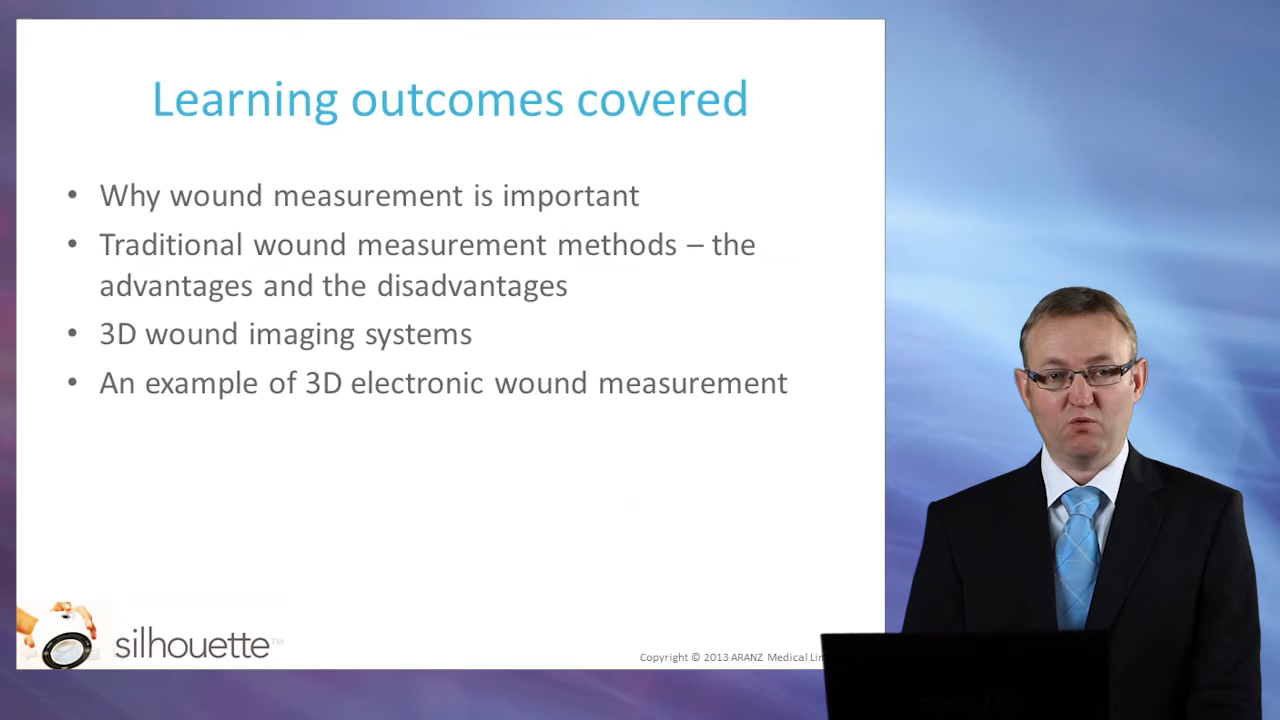 Learning outcomes covered
• Why wound measurement is important
• Traditional wound measurement methods – the
advantages and the disadvantages
• 3D wound imaging systems
• An example of 3D electronic wound measurement
silhouette™
Copyright © 2013 ARANZ Medical